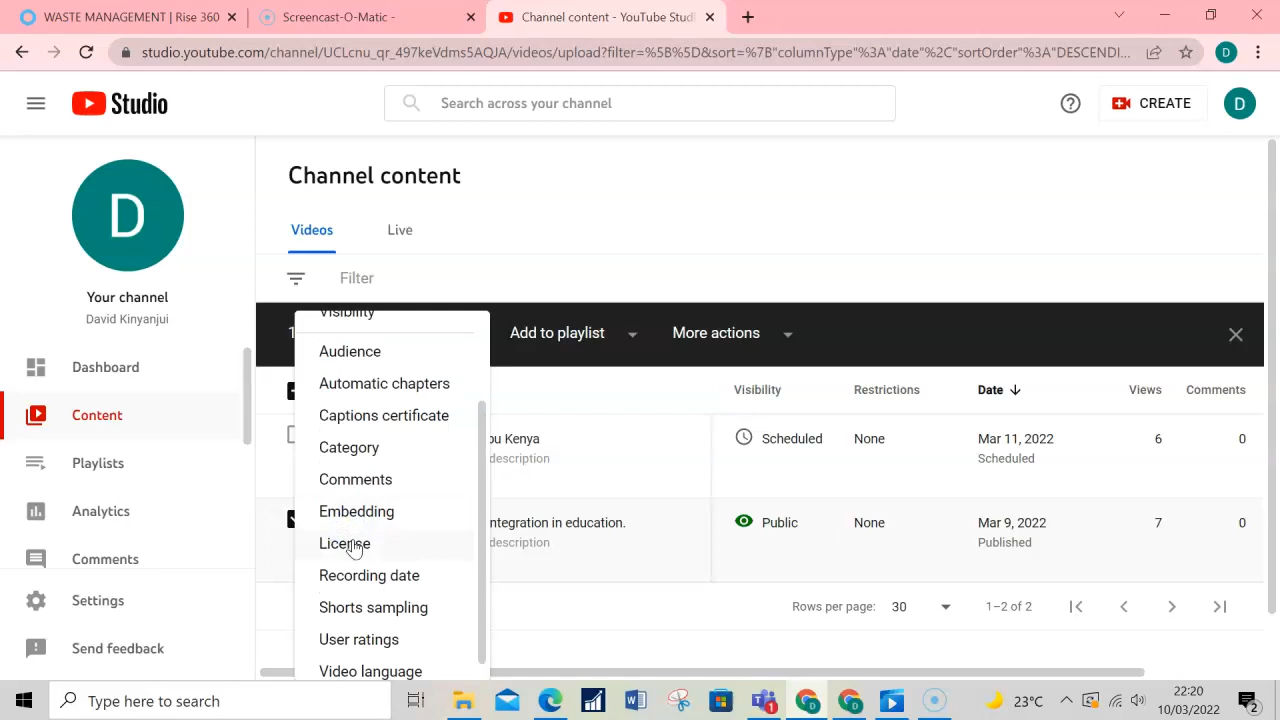 WASTE MANAGEMENT | Rise 360
Screencast-O-Matic -
Channel content - YouTube Studi
studio.youtube.com/channel/UCLcnu_qr_497keVdms5AQJA/videos/upload?filter=%5B%5D&sort=%7B"columnType"%3A"date"%2C"sortOrder"%3A"DESCENDI...
D
Studio
Search across your channel
CREATE
D
D
Your channel
David Kinyanjui
Dashboard
Content
Playlists
Analytics
Comments
Settings
Send feedback
Channel content
Videos
Live
Filter
1
Add to playlist
More actions
Visibility
Audience
Automatic chapters
Captions certificate
Category
Comments
Embedding
License
Recording date
Shorts sampling
User ratings
Video language
Visibility
Restrictions
Date
Views
Comments
ou Kenya
description
Scheduled
None
Mar 11, 2022
Scheduled
6
0
ntegration in education.
description
Public
None
Mar 9, 2022
Published
7
0
Rows per page:
30
1–2 of 2
Type here to search
23°C
22:20
10/03/2022
2